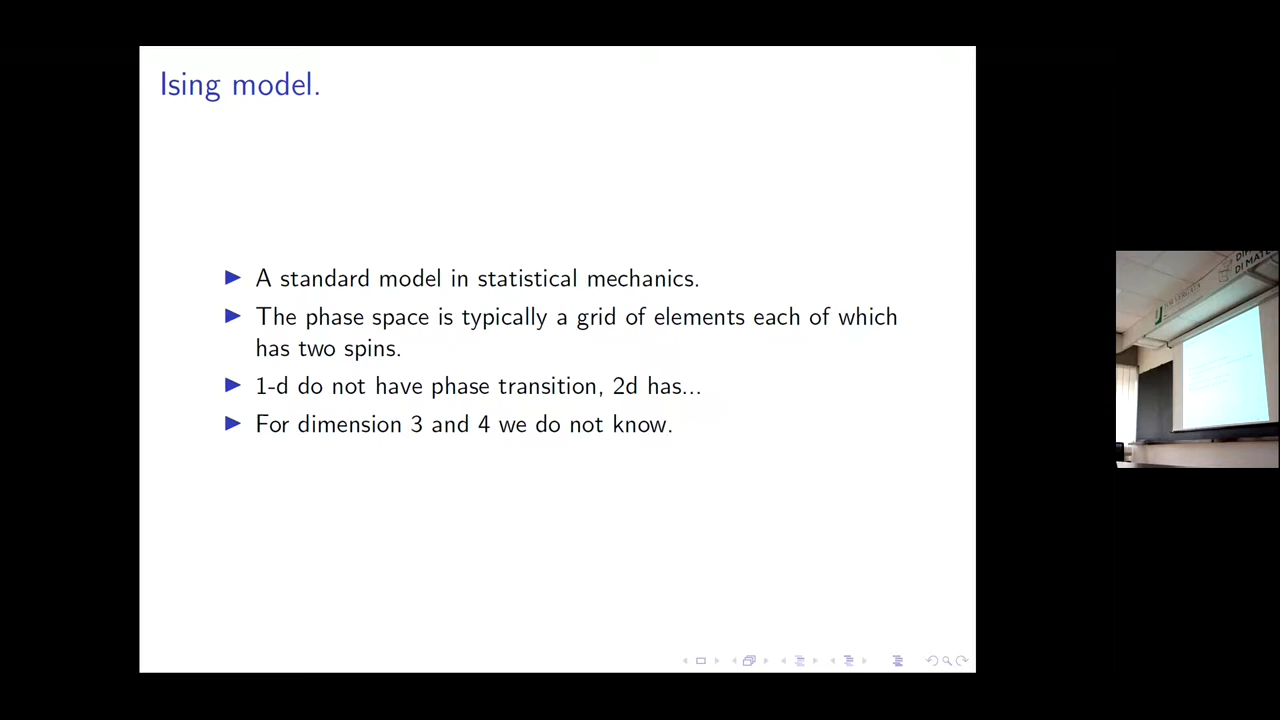 Ising model.
A standard model in statistical mechanics.
The phase space is typically a grid of elements each of which
has two spins.
1-d do not have phase transition, 2d has...
For dimension 3 and 4 we do not know.
DI MATE